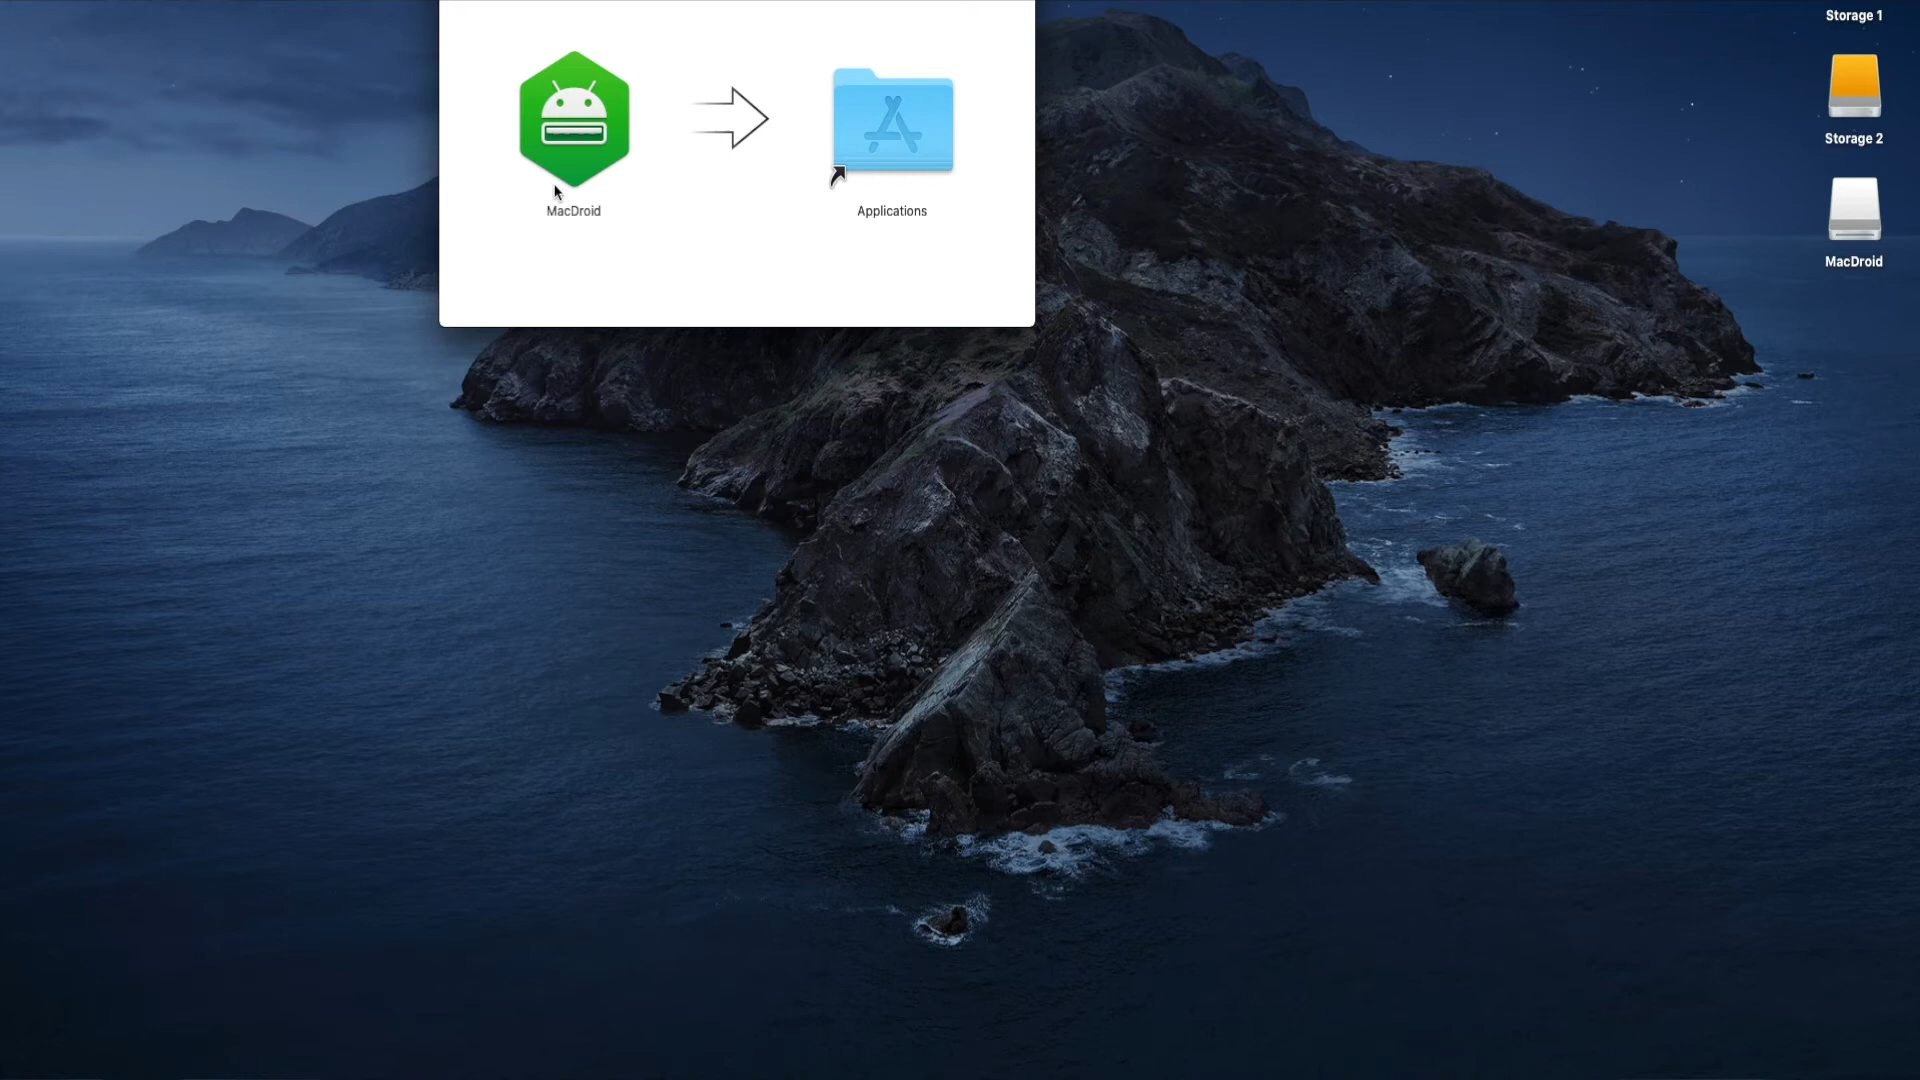 Storage 1
Storage 2
MacDroid
Applications
MacDroid